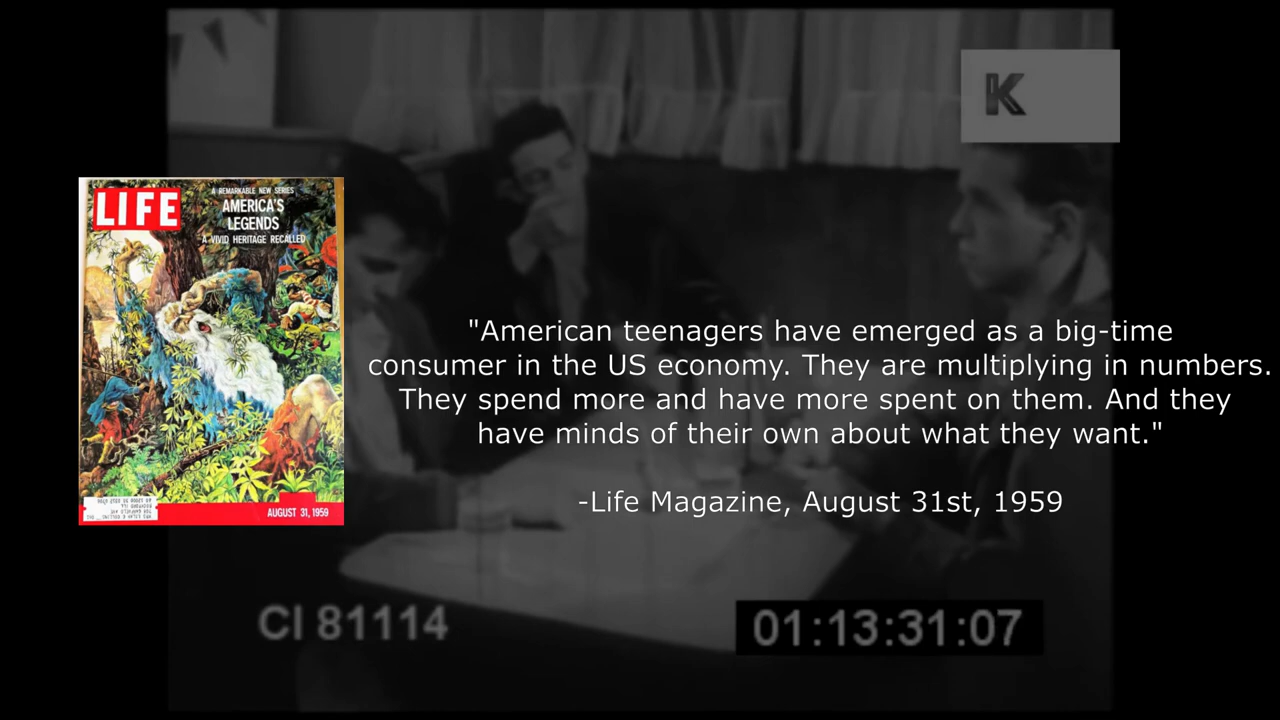 K
LIFE
A REMARKABLE NEW SERIES
AMERICA'S
LEGENDS
A VIVID HERITAGE RECALLED
AUGUST 31, 1959
"American teenagers have emerged as a big-time
consumer in the US economy. They are multiplying in numbers.
They spend more and have more spent on them. And they
have minds of their own about what they want."
-Life Magazine, August 31st, 1959
CI 81114
01:13:31:07